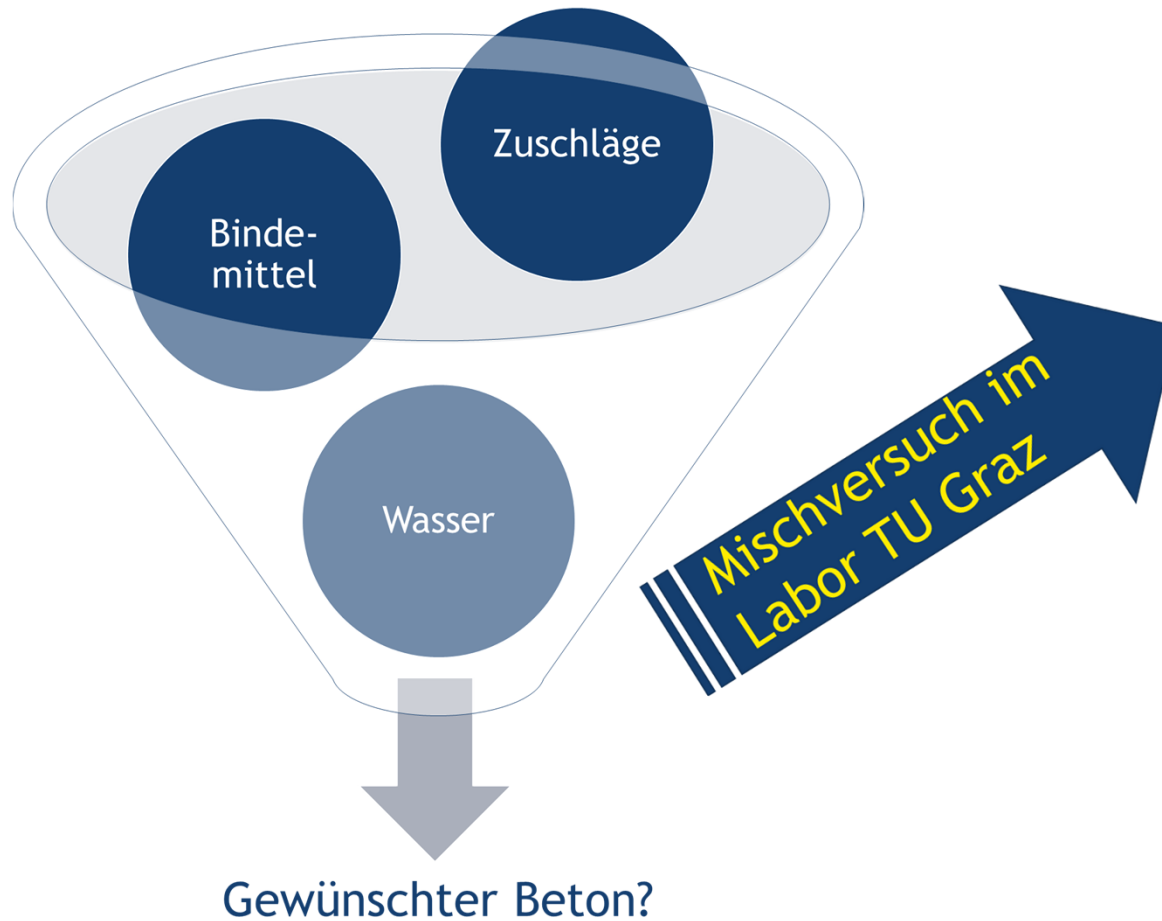 Zuschläge
Binde-
mittel
Wasser
Mischversuch im
Labor TU Graz
Gewünschter Beton?